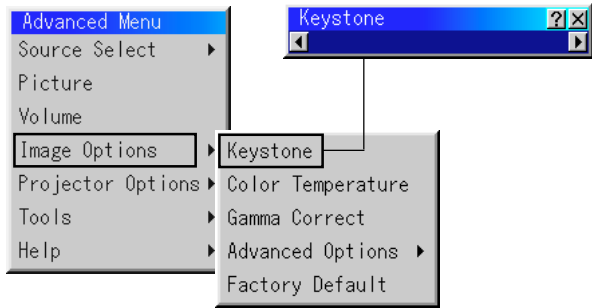 Advanced Menu
Source Select
Picture
Volume
Image Options
Projector Options
Tools
Help
Keystone
Color Temperature
Gamma Correct
Advanced Options
Factory Default
Keystone ? X